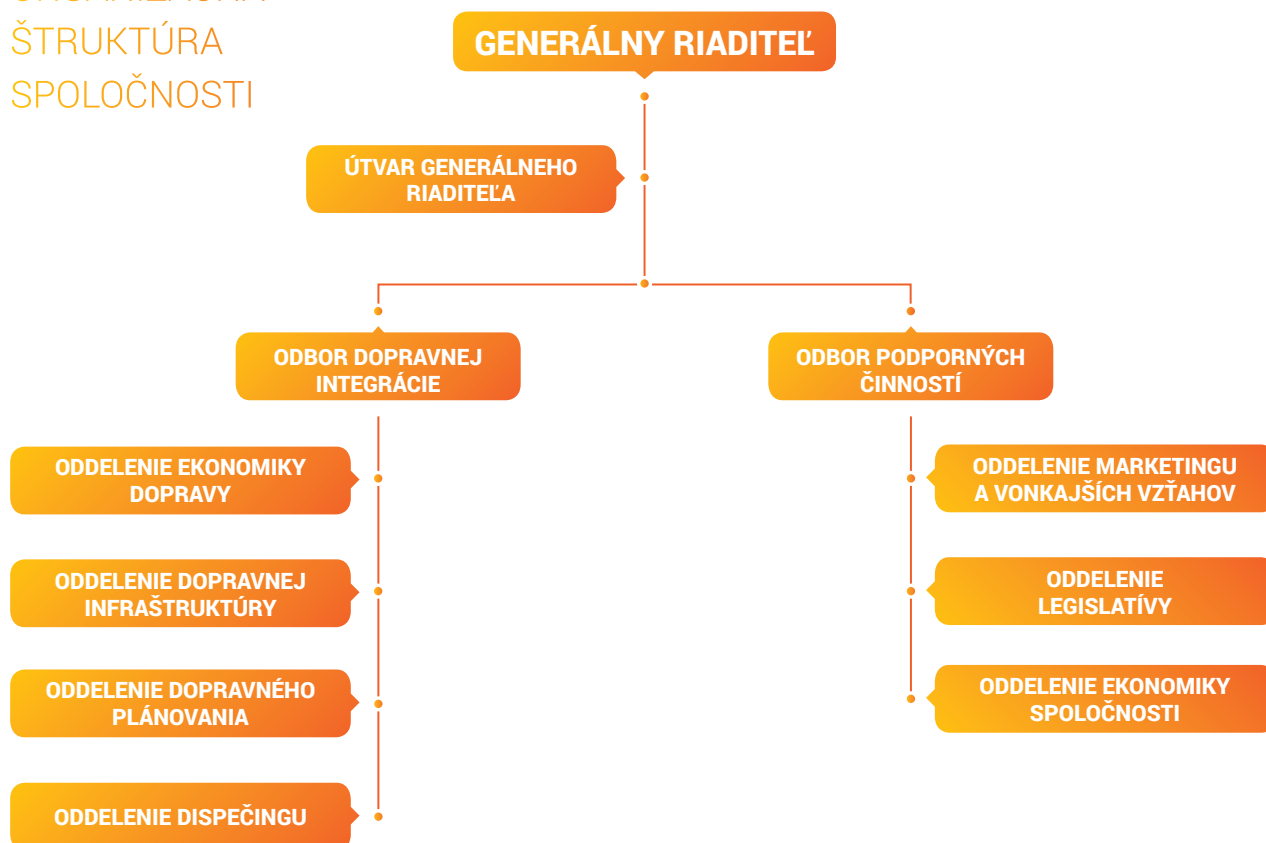 ŠTRUKTÚRA
SPOLOČNOSTI
GENERÁLNY RIADITEĽ
ÚTVAR GENERÁLNEHO
RIADITEĽA
ODBOR DOPRAVNEJ
INTEGRÁCIE
ODBOR PODPORNÝCH
ČINNOSTÍ
ODDELENIE EKONOMIKY
DOPRAVY
ODDELENIE DOPRAVNEJ
INFRAŠTRUKTÚRY
ODDELENIE DOPRAVNÉHO
PLÁNOVANIA
ODDELENIE DISPEČINGU
ODDELENIE MARKETINGU
A VONKAJŠÍCH VZŤAHOV
ODDELENIE
LEGISLATÍVY
ODDELENIE EKONOMIKY
SPOLOČNOSTI